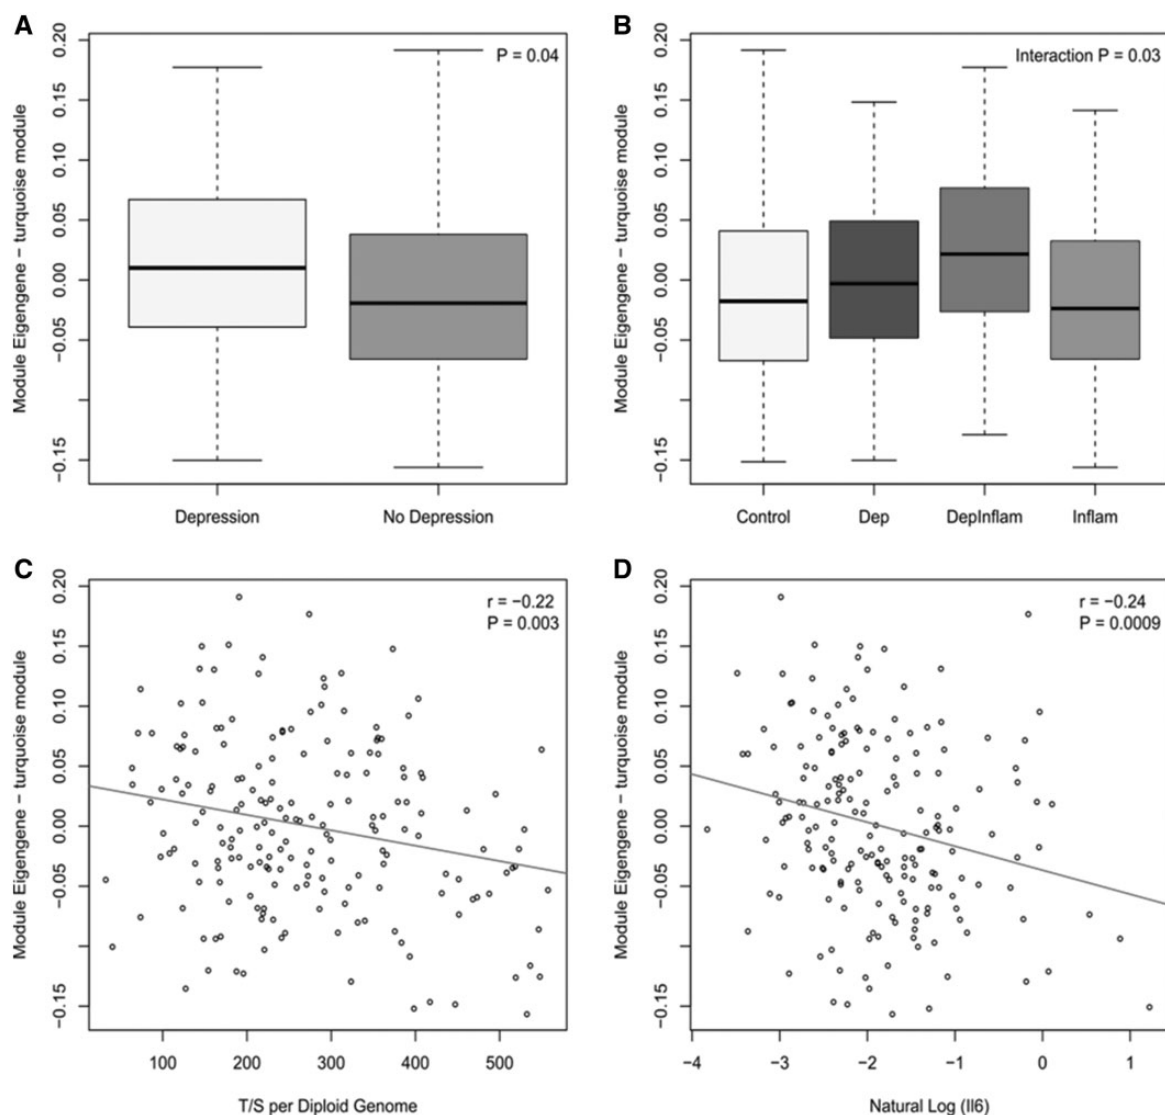 A
P = 0.04
Module Eigengene − turquoise module
0.20
0.15
0.10
0.05
0.00
−0.05
−0.15
Depression No Depression
B
Interaction P = 0.03
Module Eigengene − turquoise module
0.20
0.15
0.10
0.05
0.00
−0.05
−0.15
Control Dep DepInflam Inflam
C
r = −0.22
P = 0.003
Module Eigengene − turquoise module
0.20
0.15
0.10
0.05
0.00
−0.05
−0.15
100 200 300 400 500
T/S per Diploid Genome
D
r = −0.24
P = 0.0009
Module Eigengene − turquoise module
0.20
0.15
0.10
0.05
0.00
−0.05
−0.15
−4 −3 −2 −1 0 1
Natural Log (Il6)